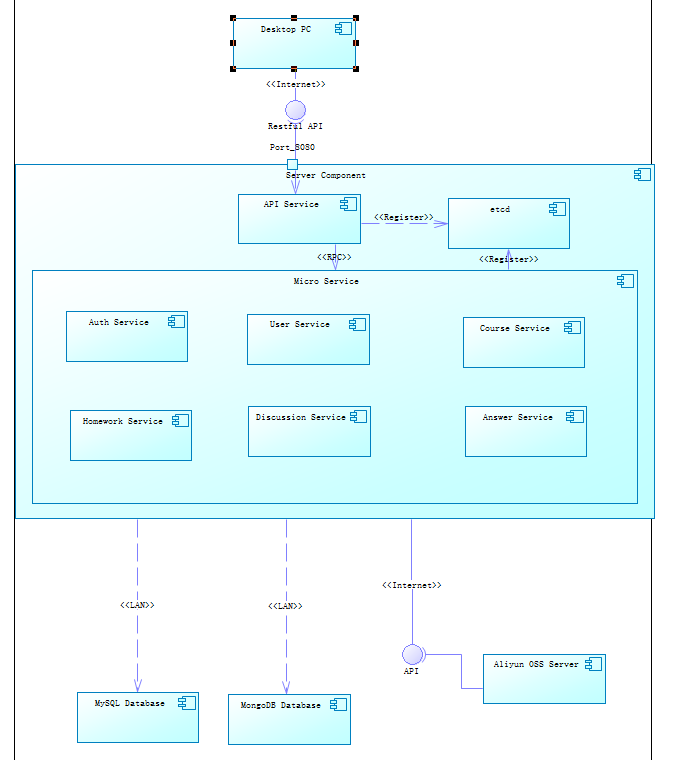 Desktop PC
<<Internet>>
Restful API
Port_8080
Server Component
API Service
<<Register>>
etcd
<<RPC>>
<<Register>>
Micro Service
Auth Service
User Service
Course Service
Homework Service
Discussion Service
Answer Service
<<Internet>>
<<LAN>>
<<LAN>>
API
Aliyun OSS Server
MySQL Database
MongoDB Database